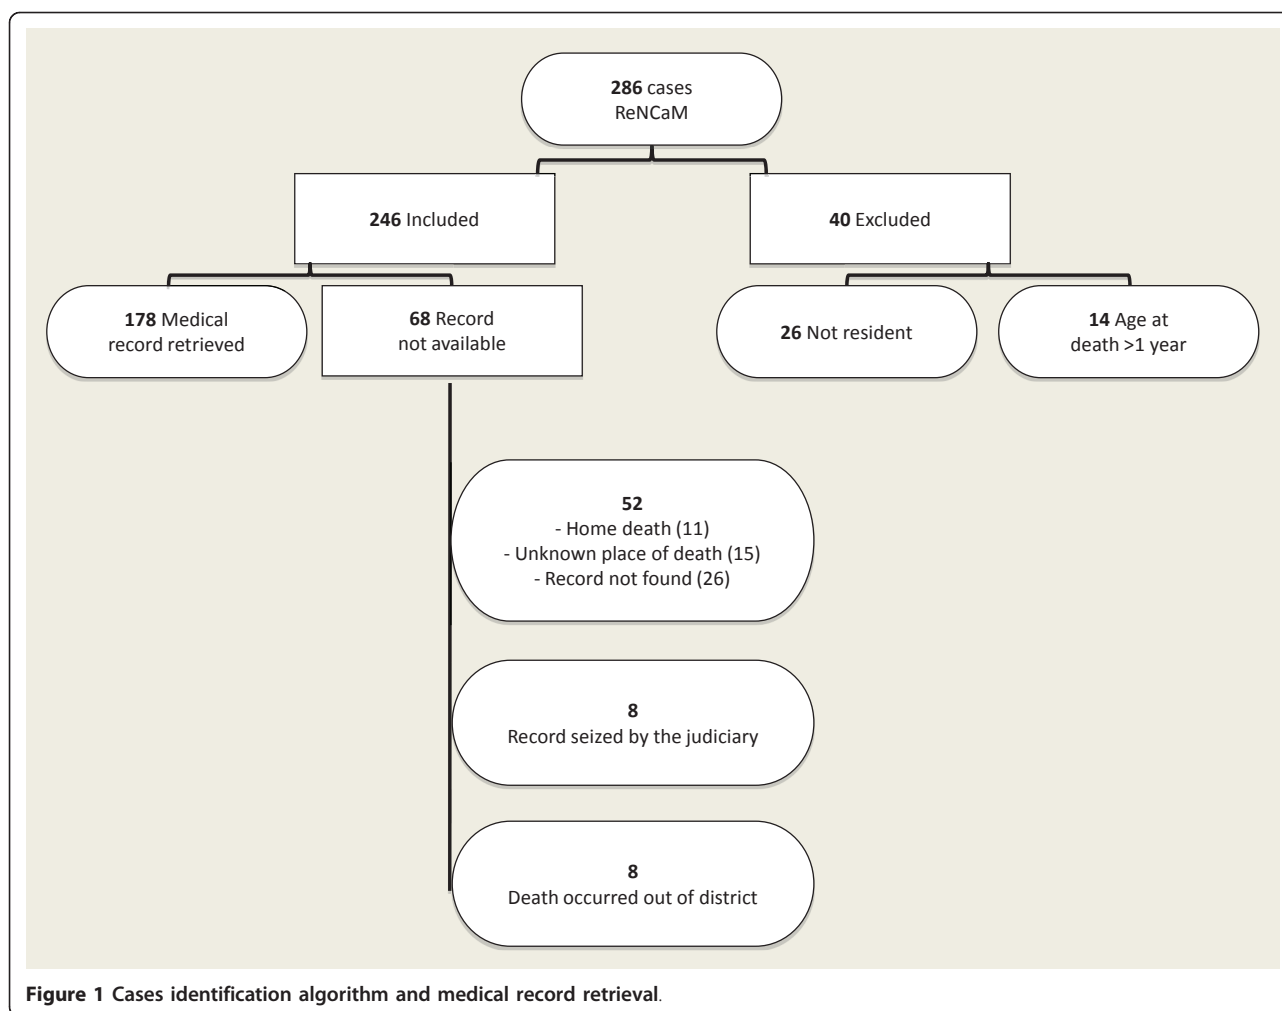 286 cases
ReNCaM
246 Included
40 Excluded
178 Medical
record retrieved
68 Record
not available
26 Not resident
14 Age at
death >1 year
52
- Home death (11)
- Unknown place of death (15)
- Record not found (26)
8
Record seized by the judiciary
8
Death occurred out of district
Figure 1 Cases identification algorithm and medical record retrieval.